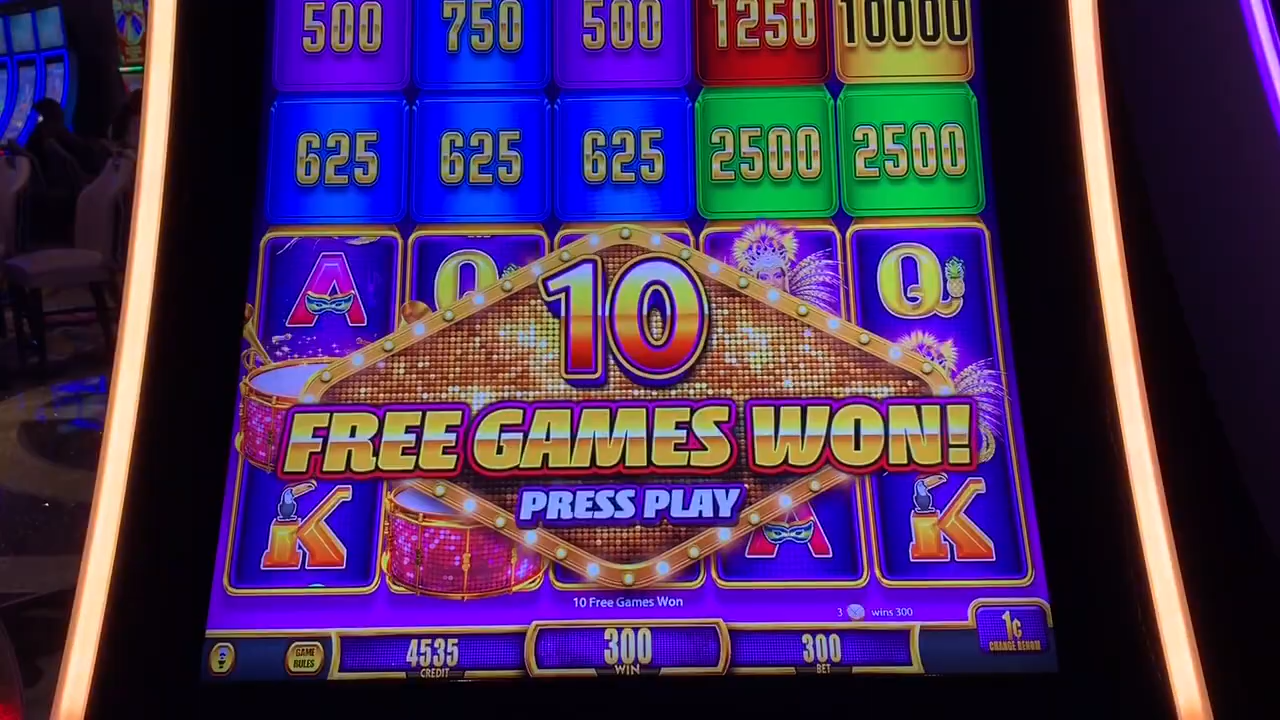 500 750 500 1250 10000
625 625 625 2500 2500
A Q Q
10
FREE GAMES WON!
PRESS PLAY
K A K
10 Free Games Won
3 wins 300
GAME RULES
4535 CREDIT
300 WIN
300 BET
1¢
CHANGE DENOM